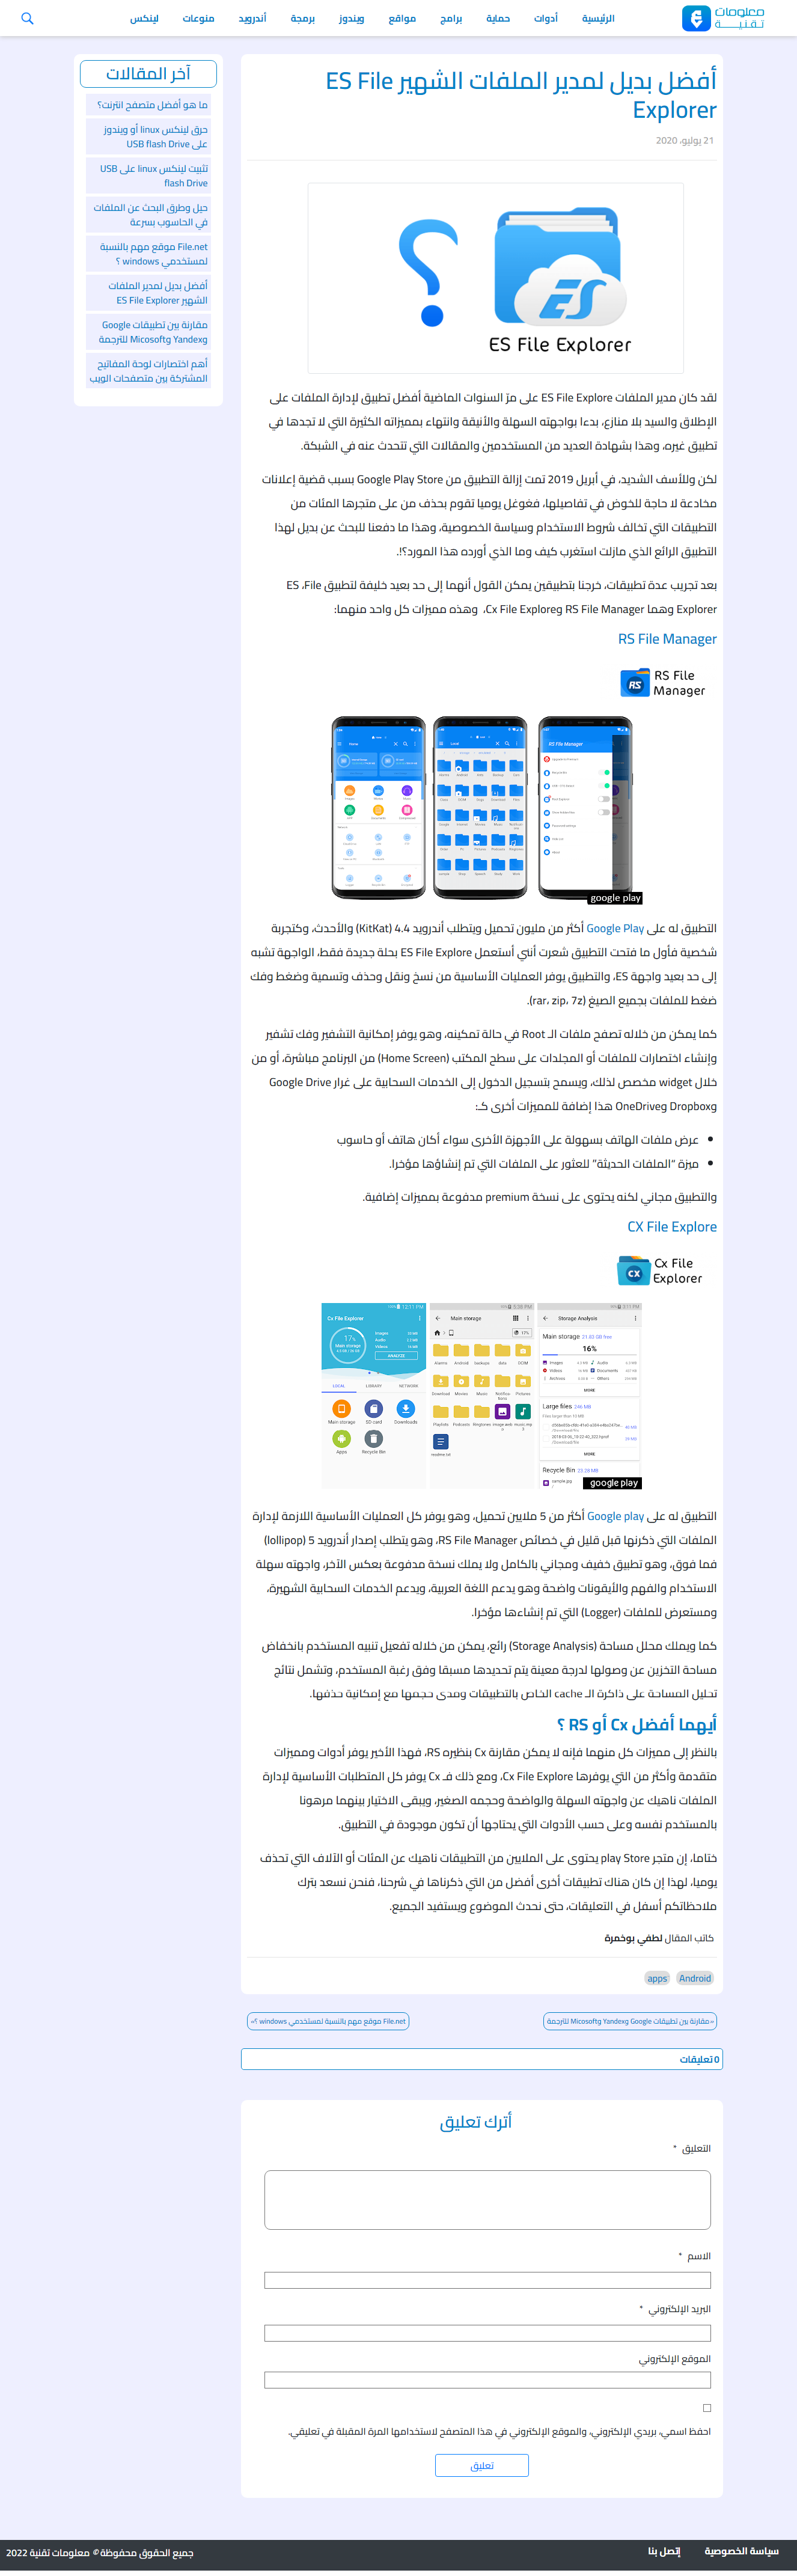 معلومات
تـقـنـيـــة
الرئيسية
أدوات
حماية
برامج
مواقع
ويندوز
برمجة
أندرويد
منوعات
لينكس
أفضل بديل لمدير الملفات الشهير ES File
Explorer
21 يوليو، 2020
ES File Explorer
لقد كان مدير الملفات ES File Explore على مرّ السنوات الماضية أفضل تطبيق لإدارة الملفات على
الإطلاق والسيد بلا منازع، بدءا بواجهته السهلة والأنيقة وانتهاء بمميزاته الكثيرة التي لا تجدها في
تطبيق غيره، وهذا بشهادة العديد من المستخدمين والمقالات التي تتحدث عنه في الشبكة.
لكن وللأسف الشديد، في أبريل 2019 تمت إزالة التطبيق من Google Play Store بسبب قضية إعلانات
مخادعة لا حاجة للخوض في تفاصيلها، فغوغل يوميا تقوم بحذف من على متجرها المئات من
التطبيقات التي تخالف شروط الاستخدام وسياسة الخصوصية، وهذا ما دفعنا للبحث عن بديل لهذا
التطبيق الرائع الذي مازلت استغرب كيف وما الذي أورده هذا المورد؟!.
بعد تجريب عدة تطبيقات، خرجنا بتطبيقين يمكن القول أنهما إلى حد بعيد خليفة لتطبيق ES ،File
Explorer وهما RS File Manager وCx File Explore، وهذه مميزات كل واحد منهما:
RS File Manager
RS File
Manager
google play
التطبيق له على Google Play أكثر من مليون تحميل ويتطلب أندرويد 4.4 (KitKat) والأحدث، وكتجربة
شخصية فأول ما فتحت التطبيق شعرت أنني أستعمل ES File Explore بحلة جديدة فقط، الواجهة تشبه
إلى حد بعيد واجهة ES، والتطبيق يوفر العمليات الأساسية من نسخ ونقل وحذف وتسمية وضغط وفك
ضغط للملفات بجميع الصيغ (rar، zip، 7z).
كما يمكن من خلاله تصفح ملفات الـ Root في حالة تمكينه، وهو يوفر إمكانية التشفير وفك تشفير
وإنشاء اختصارات للملفات أو المجلدات على سطح المكتب (Home Screen) من البرنامج مباشرة، أو من
خلال widget مخصص لذلك، ويسمح بتسجيل الدخول إلى الخدمات السحابية على غرار Google Drive
وDropbox وOneDrive هذا إضافة للمميزات أخرى كـ:
عرض ملفات الهاتف بسهولة على الأجهزة الأخرى سواء أكان هاتف أو حاسوب
ميزة “الملفات الحديثة” للعثور على الملفات التي تم إنشاؤها مؤخرا.
والتطبيق مجاني لكنه يحتوى على نسخة premium مدفوعة بمميزات إضافية.
CX File Explore
Cx File
Explorer
google play
التطبيق له على Google play أكثر من 5 ملايين تحميل، وهو يوفر كل العمليات الأساسية اللازمة لإدارة
الملفات التي ذكرنها قبل قليل في خصائص RS File Manager، وهو يتطلب إصدار أندرويد 5 (lollipop)
فما فوق، وهو تطبيق خفيف ومجاني بالكامل ولا يملك نسخة مدفوعة بعكس الآخر، واجهته سهلة
الاستخدام والفهم والأيقونات واضحة وهو يدعم اللغة العربية، ويدعم الخدمات السحابية الشهيرة،
ومستعرض للملفات (Logger) التي تم إنشاءها مؤخرا.
كما ويملك محلل مساحة (Storage Analysis) رائع، يمكن من خلاله تفعيل تنبيه المستخدم بانخفاض
مساحة التخزين عن وصولها لدرجة معينة يتم تحديدها مسبقا وفق رغبة المستخدم، وتشمل نتائج
تحليل المساحة على ذاكرة الـ cache الخاص بالتطبيقات ومدى حجمها مع إمكانية حذفها.
أيهما أفضل Cx أو RS ؟
بالنظر إلى مميزات كل منهما فإنه لا يمكن مقارنة Cx بنظيره RS، فهذا الأخير يوفر أدوات ومميزات
متقدمة وأكثر من التي يوفرها Cx File Explore، ومع ذلك فـ Cx يوفر كل المتطلبات الأساسية لإدارة
الملفات ناهيك عن واجهته السهلة والواضحة وحجمه الصغير، ويبقى الاختيار بينهما مرهونا
بالمستخدم نفسه وعلى حسب الأدوات التي يحتاجها أن تكون موجودة في التطبيق.
ختاما، إن متجر play Store يحتوى على الملايين من التطبيقات ناهيك عن المئات أو الآلاف التي تحذف
يوميا، لهذا إن كان هناك تطبيقات أخرى أفضل من التي ذكرناها في شرحنا، فنحن نسعد بترك
ملاحظاتكم أسفل في التعليقات، حتى نحدث الموضوع ويستفيد الجميع.
كاتب المقال لطفي بوخمرة
Android
apps
« مقارنة بين تطبيقات Google وYandex وMicosoft للترجمة
File.net موقع مهم بالنسبة لمستخدمي windows ؟»
0 تعليقات
أترك تعليق
التعليق *
الاسم *
البريد الإلكتروني *
الموقع الإلكتروني
احفظ اسمي، بريدي الإلكتروني، والموقع الإلكتروني في هذا المتصفح لاستخدامها المرة المقبلة في تعليقي.
تعليق
آخر المقالات
ما هو أفضل متصفح انترنت؟
حرق لينكس linux أو ويندوز
على USB flash Drive
تثبيت لينكس linux على USB
flash Drive
حيل وطرق البحث عن الملفات
في الحاسوب بسرعة
File.net موقع مهم بالنسبة
لمستخدمي windows ؟
أفضل بديل لمدير الملفات
الشهير ES File Explorer
مقارنة بين تطبيقات Google
وYandex وMicosoft للترجمة
أهم اختصارات لوحة المفاتيح
المشتركة بين متصفحات الويب
سياسة الخصوصية
إتصل بنا
جميع الحقوق محفوظة © معلومات تقنية 2022